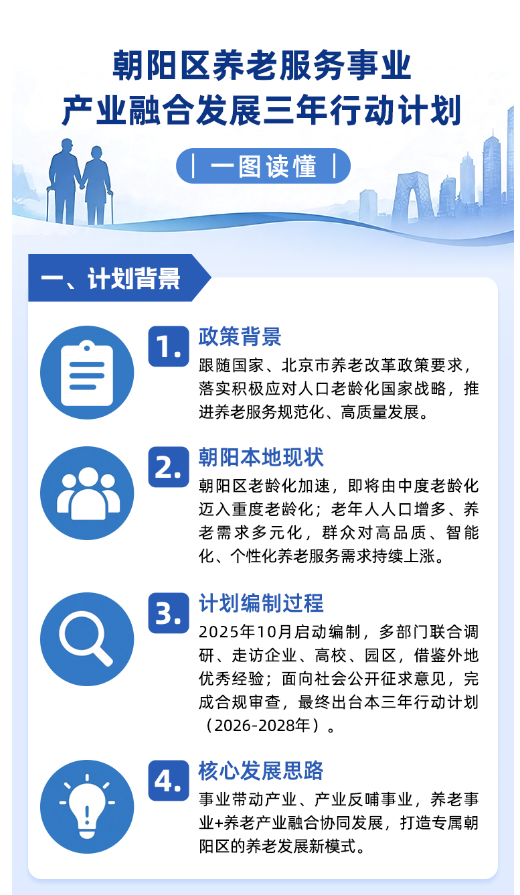 朝阳区养老服务事业
产业融合发展三年行动计划
一图读懂
一、计划背景
1.
政策背景
跟随国家、北京市养老改革政策要求，
落实积极应对人口老龄化国家战略，推
进养老服务规范化、高质量发展。
2.
朝阳本地现状
朝阳区老龄化加速，即将由中度老龄化
迈入重度老龄化；老年人人口增多、养
老需求多元化，群众对高品质、智能
化、个性化养老服务需求持续上涨。
3.
计划编制过程
2025年10月启动编制，多部门联合调
研、走访企业、高校、园区，借鉴外地
优秀经验；面向社会公开征求意见，完
成合规审查，最终出台本三年行动计划
（2026-2028年）。
4.
核心发展思路
事业带动产业、产业反哺事业，养老事
业+养老产业融合协同发展，打造专属朝
阳区的养老发展新模式。